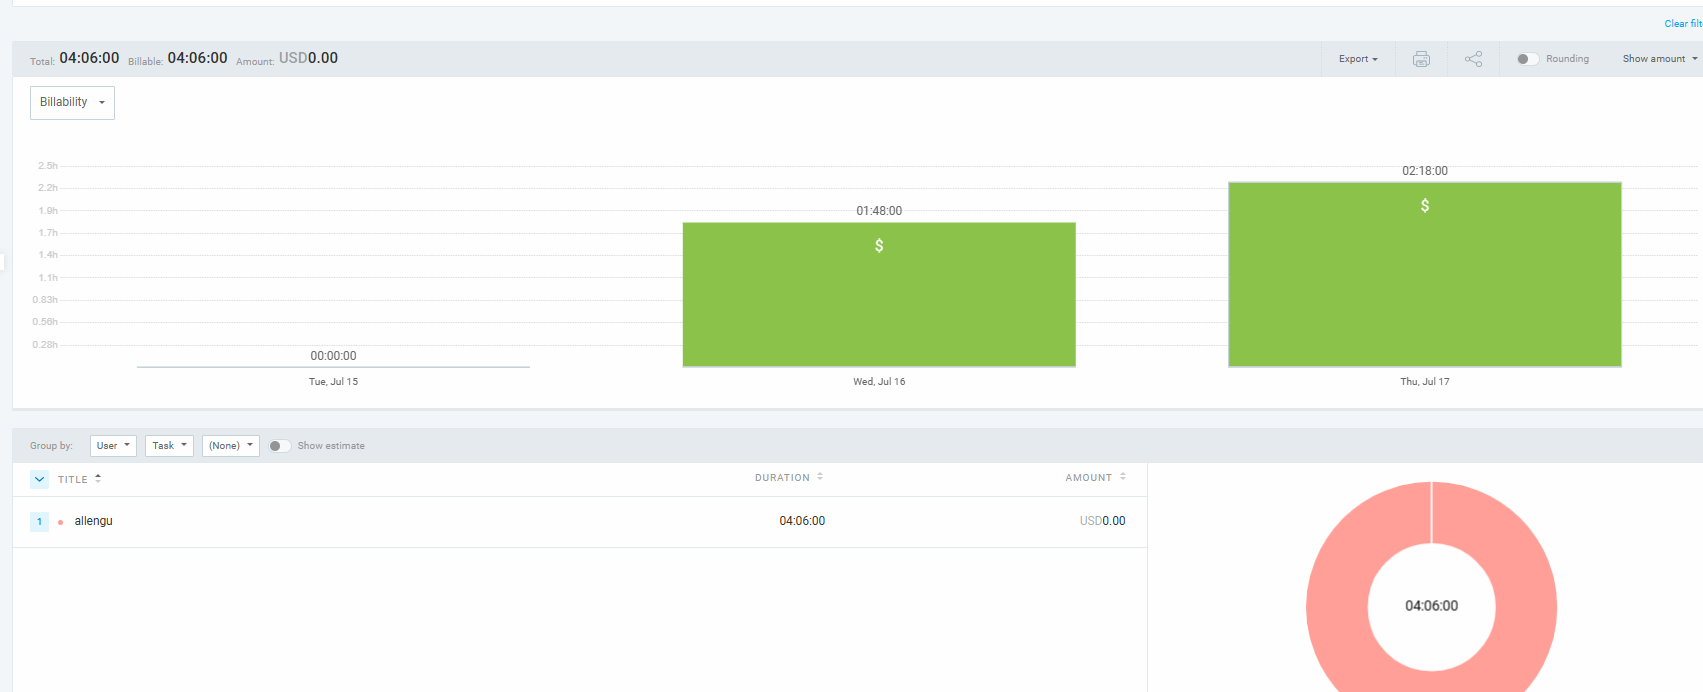 Clear filt
Total: 04:06:00 Billable: 04:06:00 Amount: USD0.00 Export Rounding Show amount
Billability
2.5h
2.2h
1.9h
1.7h
1.4h
1.1h
0.83h
0.56h
0.28h
00:00:00 01:48:00 02:18:00
$ $
Tue, Jul 15 Wed, Jul 16 Thu, Jul 17
Group by: User Task (None) Show estimate
TITLE DURATION AMOUNT
1 allengu 04:06:00 USD0.00
04:06:00